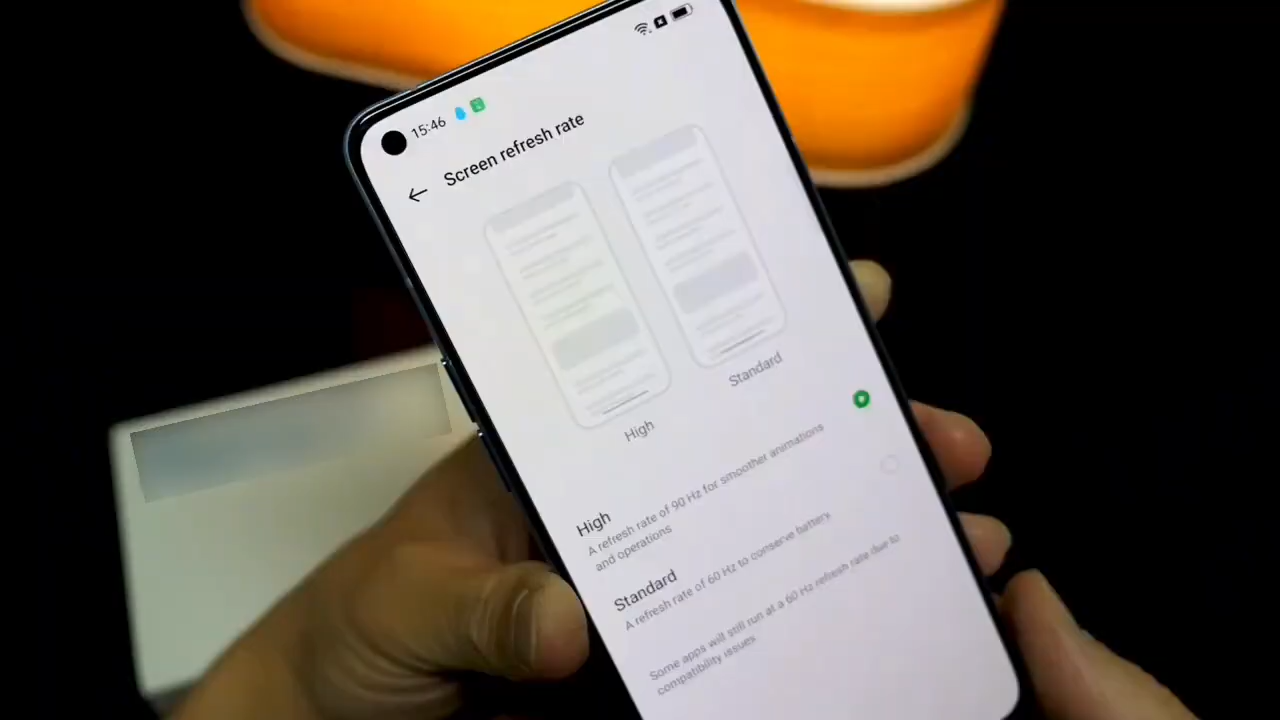 15:46
Screen refresh rate
High
Standard
High
A refresh rate of 90 Hz for smoother animations
and operations
Standard
A refresh rate of 60 Hz to conserve battery.
Some apps will still run at a 60 Hz refresh rate due to
compatibility issues